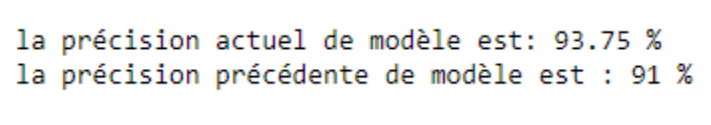 la précision actuel de modèle est: 93.75 %
la précision précédente de modèle est : 91 %